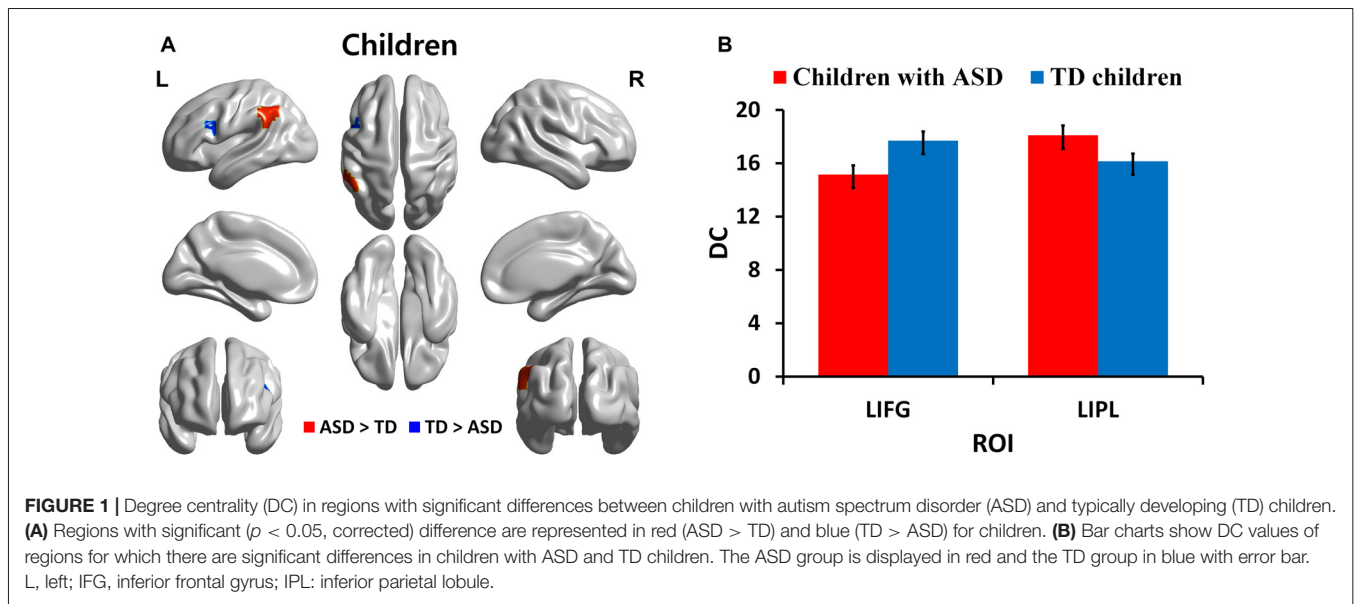 A
Children
L
R
ASD > TD TD > ASD
B
Children with ASD TD children
20
16
12
8
4
0
DC
LIFG LIPL
ROI
FIGURE 1 | Degree centrality (DC) in regions with significant differences between children with autism spectrum disorder (ASD) and typically developing (TD) children.
(A) Regions with significant (p < 0.05, corrected) difference are represented in red (ASD > TD) and blue (TD > ASD) for children. (B) Bar charts show DC values of
regions for which there are significant differences in children with ASD and TD children. The ASD group is displayed in red and the TD group in blue with error bar.
L, left; IFG, inferior frontal gyrus; IPL: inferior parietal lobule.